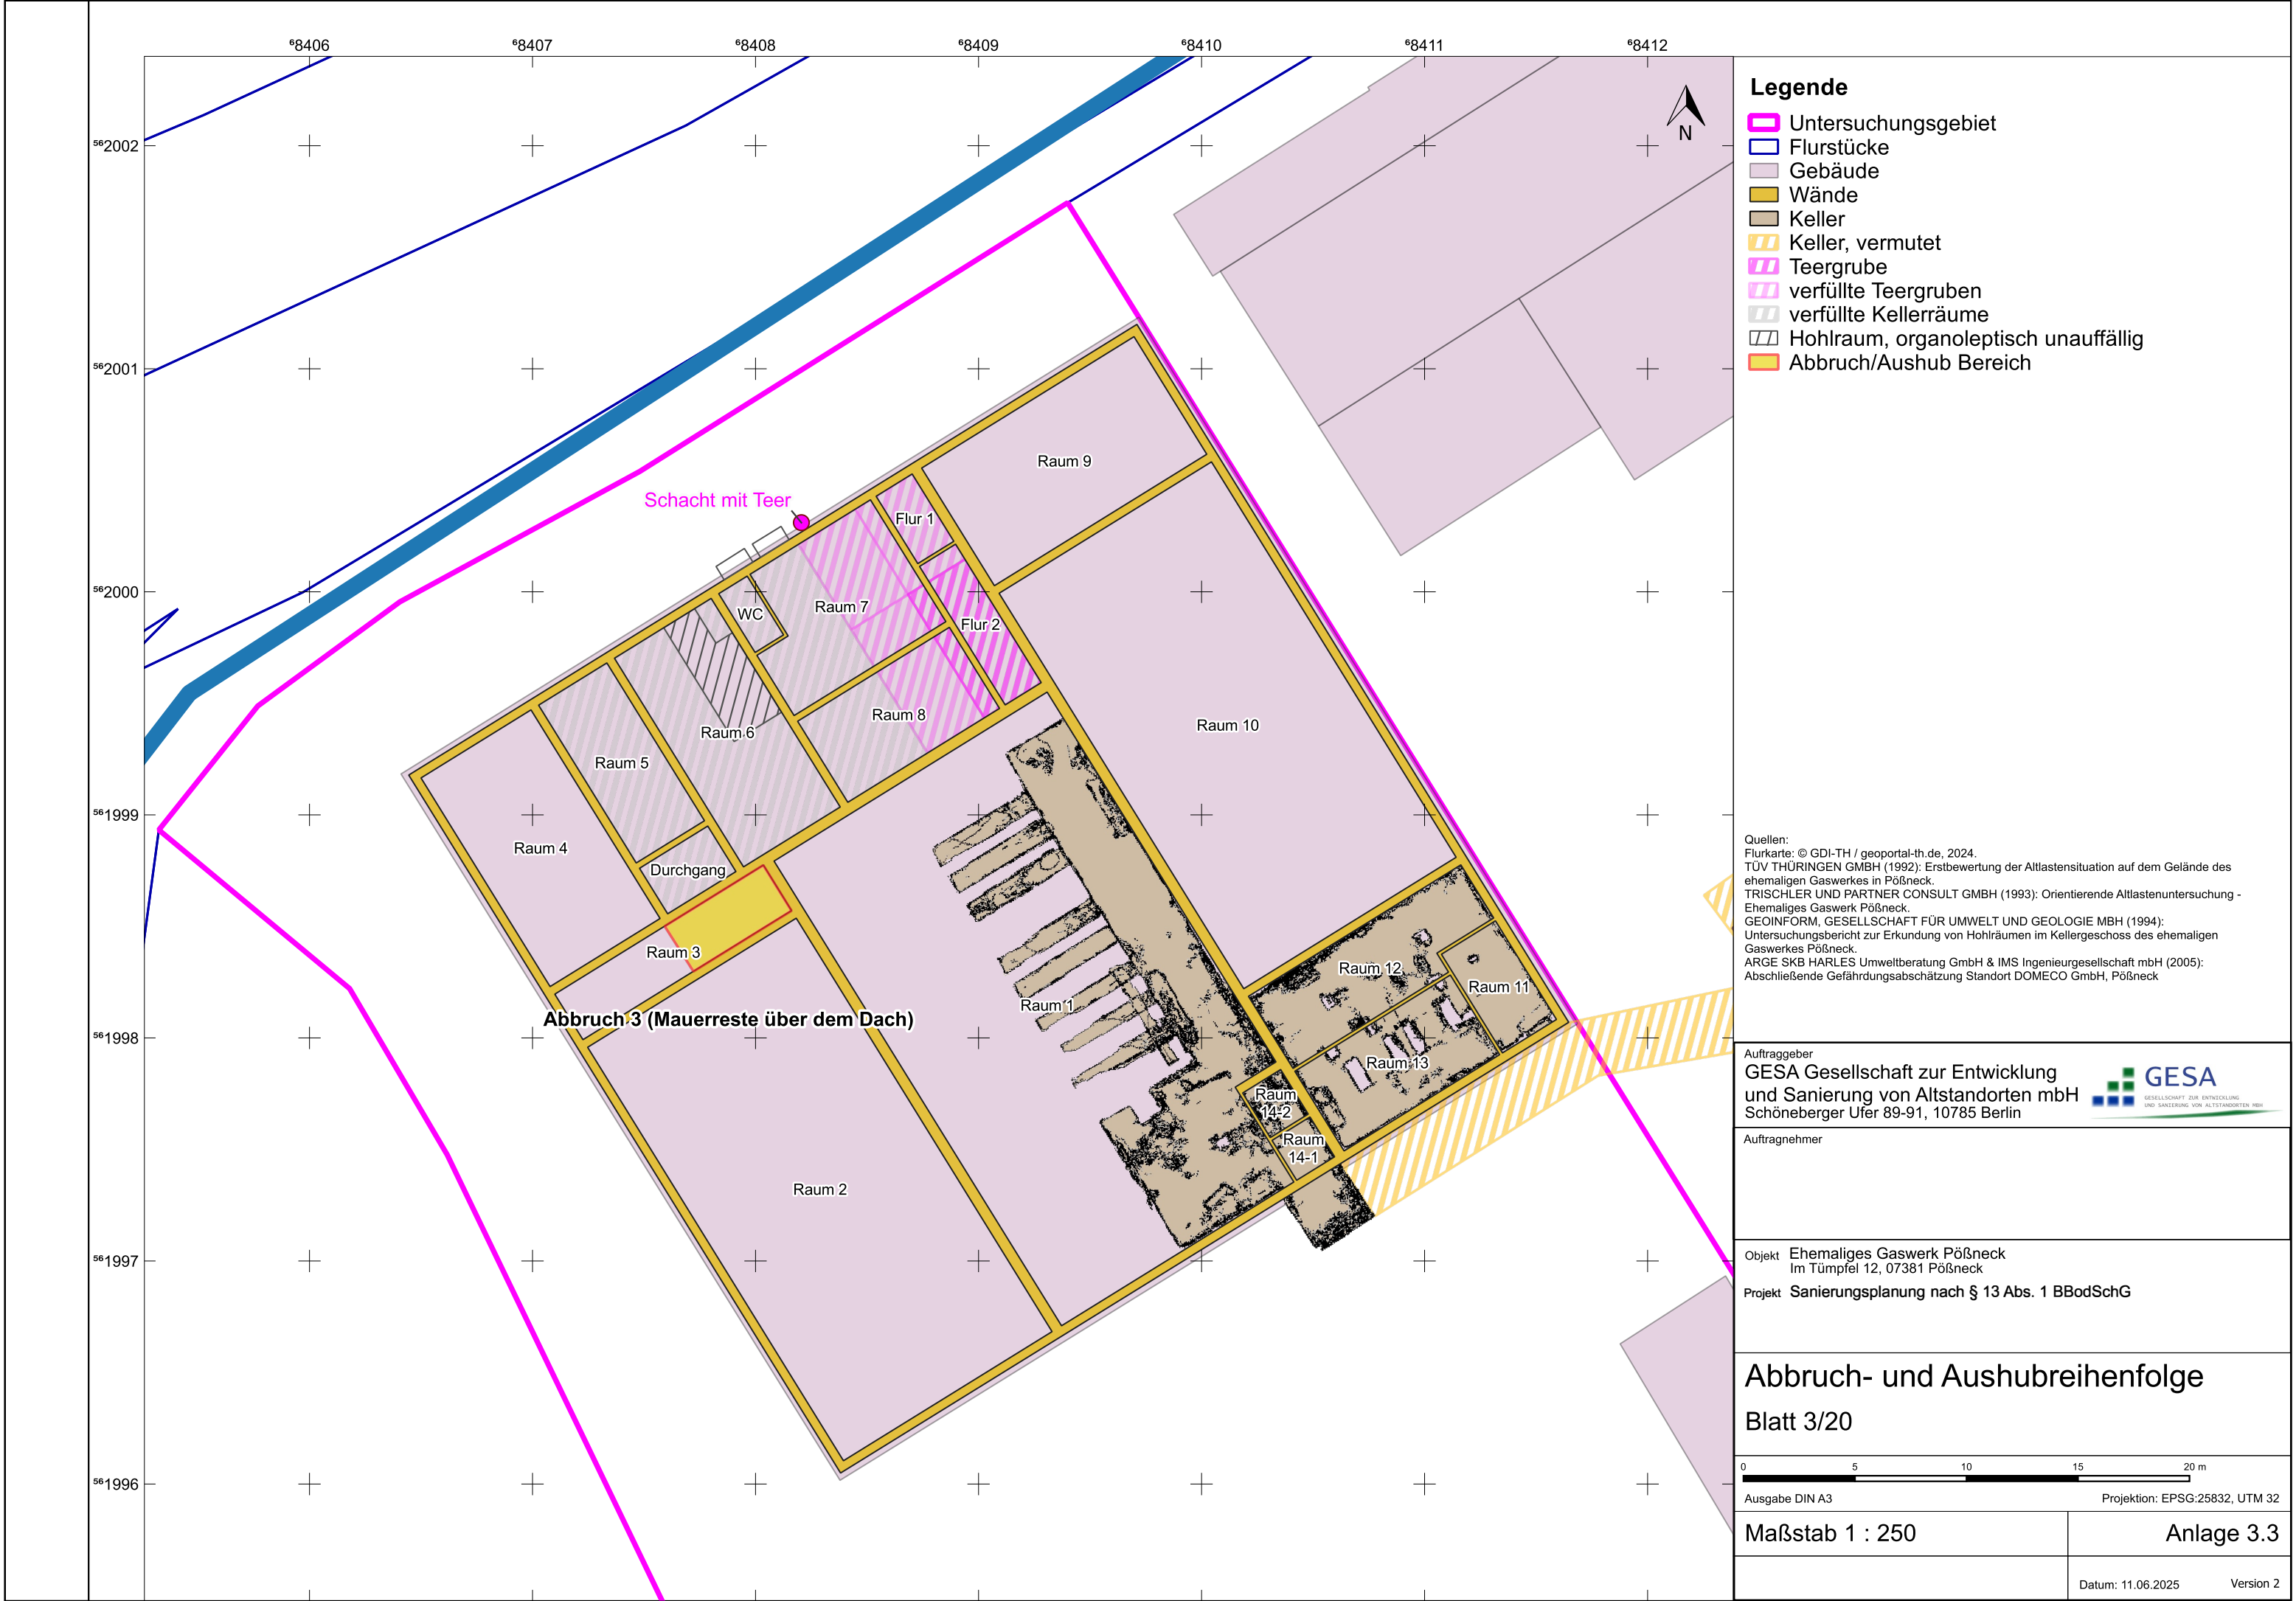 ⁶8406 ⁶8407 ⁶8408 ⁶8409 ⁶8410 ⁶8411 ⁶8412
⁵⁶2002
⁵⁶2001
⁵⁶2000
⁵⁶1999
⁵⁶1998
⁵⁶1997
⁵⁶1996
N
Raum 9
Schacht mit Teer
Flur 1
Raum 7
WC
Flur 2
Raum 8
Raum 10
Raum 6
Raum 5
Raum 4
Durchgang
Raum 3
Raum 12
Raum 11
Raum 1
Abbruch 3 (Mauerreste über dem Dach)
Raum 13
Raum
14-2
Raum
14-1
Raum 2
Legende
Untersuchungsgebiet
Flurstücke
Gebäude
Wände
Keller
Keller, vermutet
Teergrube
verfüllte Teergruben
verfüllte Kellerräume
Hohlraum, organoleptisch unauffällig
Abbruch/Aushub Bereich
Quellen:
Flurkarte: © GDI-TH / geoportal-th.de, 2024.
TÜV THÜRINGEN GMBH (1992): Erstbewertung der Altlastensituation auf dem Gelände des
ehemaligen Gaswerkes in Pößneck.
TRISCHLER UND PARTNER CONSULT GMBH (1993): Orientierende Altlastenuntersuchung -
Ehemaliges Gaswerk Pößneck.
GEOINFORM, GESELLSCHAFT FÜR UMWELT UND GEOLOGIE MBH (1994):
Untersuchungsbericht zur Erkundung von Hohlräumen im Kellergeschoss des ehemaligen
Gaswerkes Pößneck.
ARGE SKB HARLES Umweltberatung GmbH & IMS Ingenieurgesellschaft mbH (2005):
Abschließende Gefährdungsabschätzung Standort DOMECO GmbH, Pößneck
Auftraggeber
GESA Gesellschaft zur Entwicklung
und Sanierung von Altstandorten mbH
Schöneberger Ufer 89-91, 10785 Berlin
GESA
GESELLSCHAFT ZUR ENTWICKLUNG
UND SANIERUNG VON ALTSTANDORTEN MBH
Auftragnehmer
Objekt Ehemaliges Gaswerk Pößneck
Im Tümpfel 12, 07381 Pößneck
Projekt Sanierungsplanung nach § 13 Abs. 1 BBodSchG
Abbruch- und Aushubreihenfolge
Blatt 3/20
0 5 10 15 20 m
Ausgabe DIN A3 Projektion: EPSG:25832, UTM 32
Maßstab 1 : 250 Anlage 3.3
Datum: 11.06.2025 Version 2